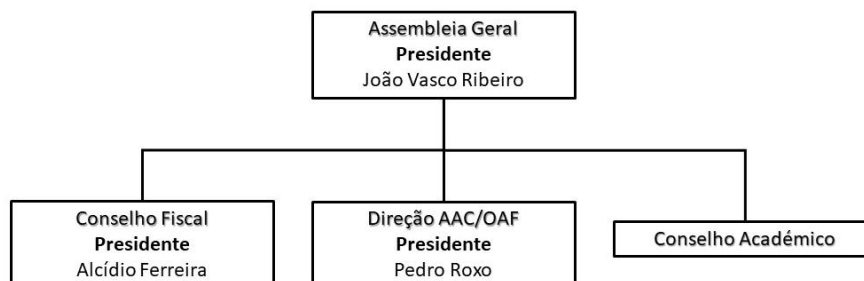 Assembleia Geral
Presidente
João Vasco Ribeiro
Conselho Fiscal
Presidente
Alcídio Ferreira
Direção AAC/OAF
Presidente
Pedro Roxo
Conselho Académico